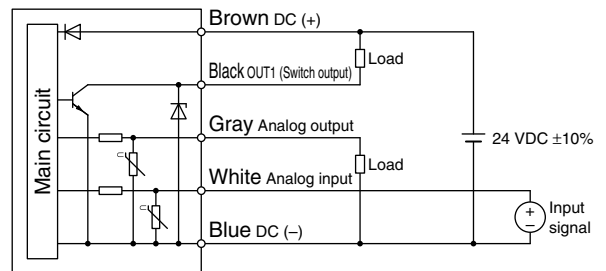 Brown DC (+)
Load
Black OUT1 (Switch output)
Main circuit
Gray Analog output
24 VDC ±10%
Load
White Analog input
Input
signal
Blue DC (–)